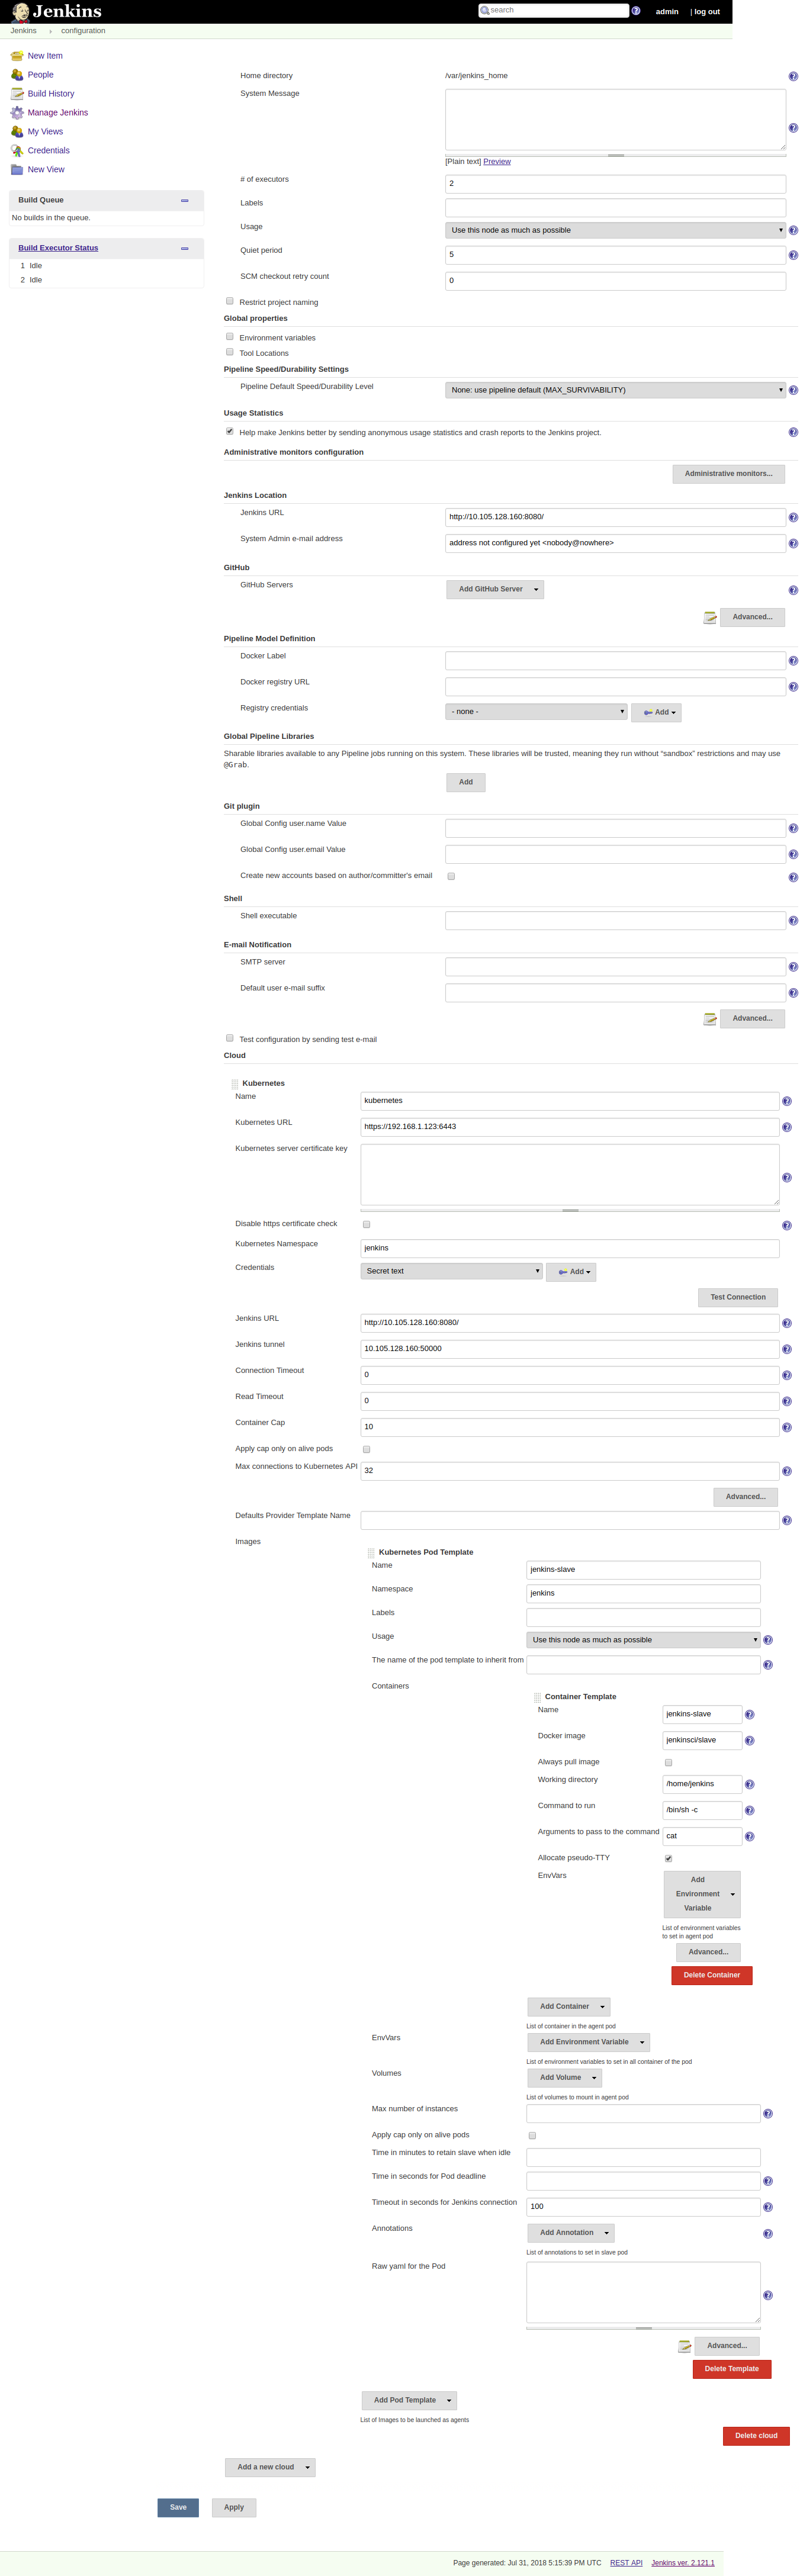 Jenkins
search
admin
| log out
Jenkins › configuration
New Item
People
Build History
Manage Jenkins
My Views
Credentials
New View
Build Queue
No builds in the queue.
Build Executor Status
1 Idle
2 Idle
Home directory /var/jenkins_home
System Message
[Plain text] Preview
# of executors 2
Labels
Usage Use this node as much as possible
Quiet period 5
SCM checkout retry count 0
Restrict project naming
Global properties
Environment variables
Tool Locations
Pipeline Speed/Durability Settings
Pipeline Default Speed/Durability Level None: use pipeline default (MAX_SURVIVABILITY)
Usage Statistics
Help make Jenkins better by sending anonymous usage statistics and crash reports to the Jenkins project.
Administrative monitors configuration
Administrative monitors...
Jenkins Location
Jenkins URL http://10.105.128.160:8080/
System Admin e-mail address address not configured yet <nobody@nowhere>
GitHub
GitHub Servers Add GitHub Server
Advanced...
Pipeline Model Definition
Docker Label
Docker registry URL
Registry credentials - none - Add
Global Pipeline Libraries
Sharable libraries available to any Pipeline jobs running on this system. These libraries will be trusted, meaning they run without “sandbox” restrictions and may use
@Grab.
Add
Git plugin
Global Config user.name Value
Global Config user.email Value
Create new accounts based on author/committer's email
Shell
Shell executable
E-mail Notification
SMTP server
Default user e-mail suffix
Advanced...
Test configuration by sending test e-mail
Cloud
Kubernetes
Name kubernetes
Kubernetes URL https://192.168.1.123:6443
Kubernetes server certificate key
Disable https certificate check
Kubernetes Namespace jenkins
Credentials Secret text Add
Test Connection
Jenkins URL http://10.105.128.160:8080/
Jenkins tunnel 10.105.128.160:50000
Connection Timeout 0
Read Timeout 0
Container Cap 10
Apply cap only on alive pods
Max connections to Kubernetes API 32
Advanced...
Defaults Provider Template Name
Images
Kubernetes Pod Template
Name jenkins-slave
Namespace jenkins
Labels
Usage Use this node as much as possible
The name of the pod template to inherit from
Containers
Container Template
Name jenkins-slave
Docker image jenkinsci/slave
Always pull image
Working directory /home/jenkins
Command to run /bin/sh -c
Arguments to pass to the command cat
Allocate pseudo-TTY
EnvVars
Add
Environment
Variable
List of environment variables
to set in agent pod
Advanced...
Delete Container
Add Container
List of container in the agent pod
EnvVars Add Environment Variable
List of environment variables to set in all container of the pod
Volumes Add Volume
List of volumes to mount in agent pod
Max number of instances
Apply cap only on alive pods
Time in minutes to retain slave when idle
Time in seconds for Pod deadline
Timeout in seconds for Jenkins connection 100
Annotations Add Annotation
List of annotations to set in slave pod
Raw yaml for the Pod
Advanced...
Delete Template
Add Pod Template
List of Images to be launched as agents
Delete cloud
Add a new cloud
Save Apply
Page generated: Jul 31, 2018 5:15:39 PM UTC REST API Jenkins ver. 2.121.1